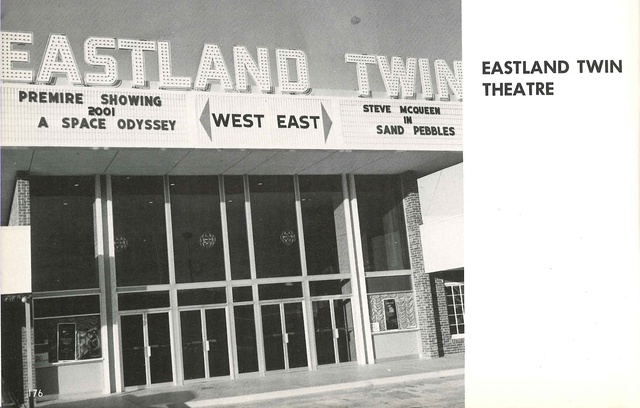 EASTLAND TWIN
PREMIRE SHOWING
2001
A SPACE ODYSSEY
WEST EAST
STEVE MCQUEEN
IN
SAND PEBBLES
EASTLAND TWIN
THEATRE
176